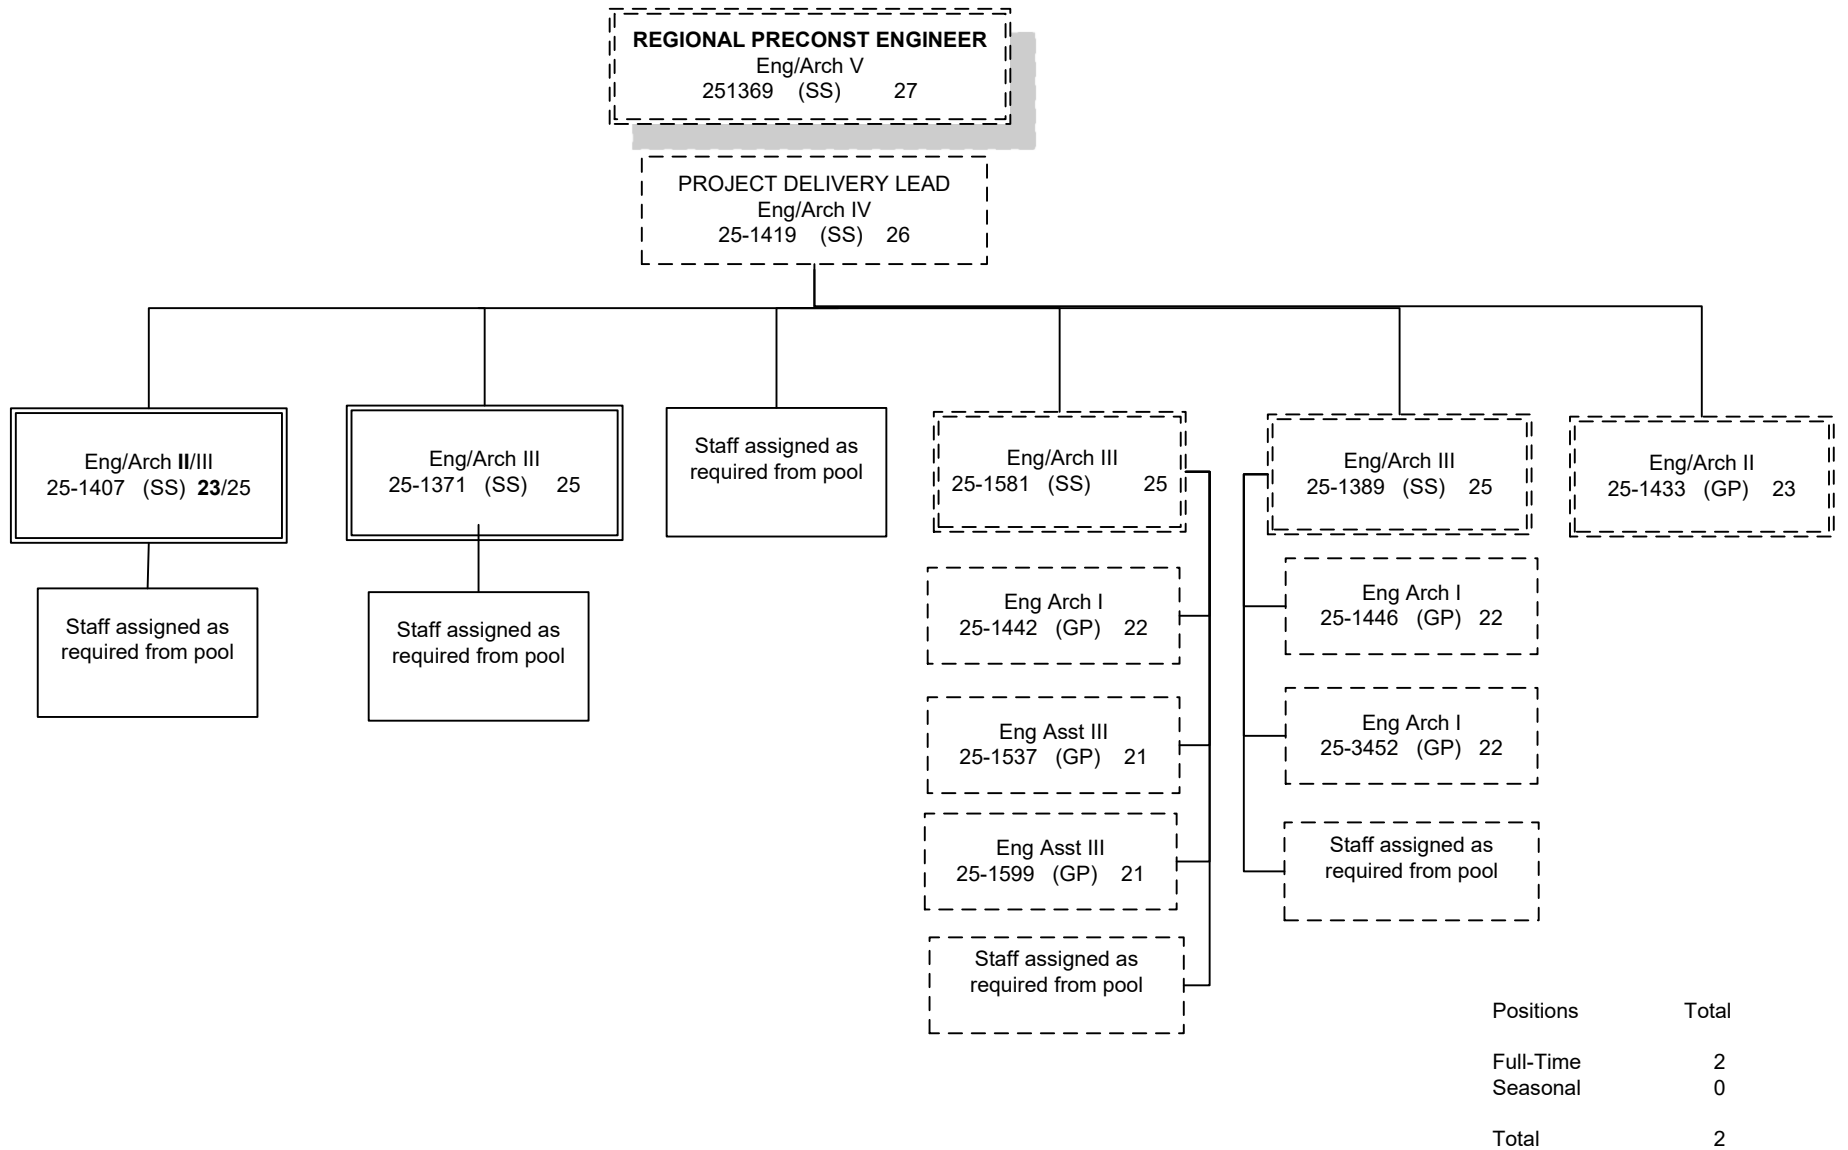 REGIONAL PRECONST ENGINEER
Eng/Arch V
251369 (SS) 27
PROJECT DELIVERY LEAD
Eng/Arch IV
25-1419 (SS) 26
Eng/Arch II/III
25-1407 (SS) 23/25
Staff assigned as
required from pool
Eng/Arch III
25-1371 (SS) 25
Staff assigned as
required from pool
Staff assigned as
required from pool
Eng/Arch III
25-1581 (SS) 25
Eng Arch I
25-1442 (GP) 22
Eng Asst III
25-1537 (GP) 21
Eng Asst III
25-1599 (GP) 21
Staff assigned as
required from pool
Eng/Arch III
25-1389 (SS) 25
Eng Arch I
25-1446 (GP) 22
Eng Arch I
25-3452 (GP) 22
Staff assigned as
required from pool
Eng/Arch II
25-1433 (GP) 23
Positions Total
Full-Time 2
Seasonal 0
Total 2